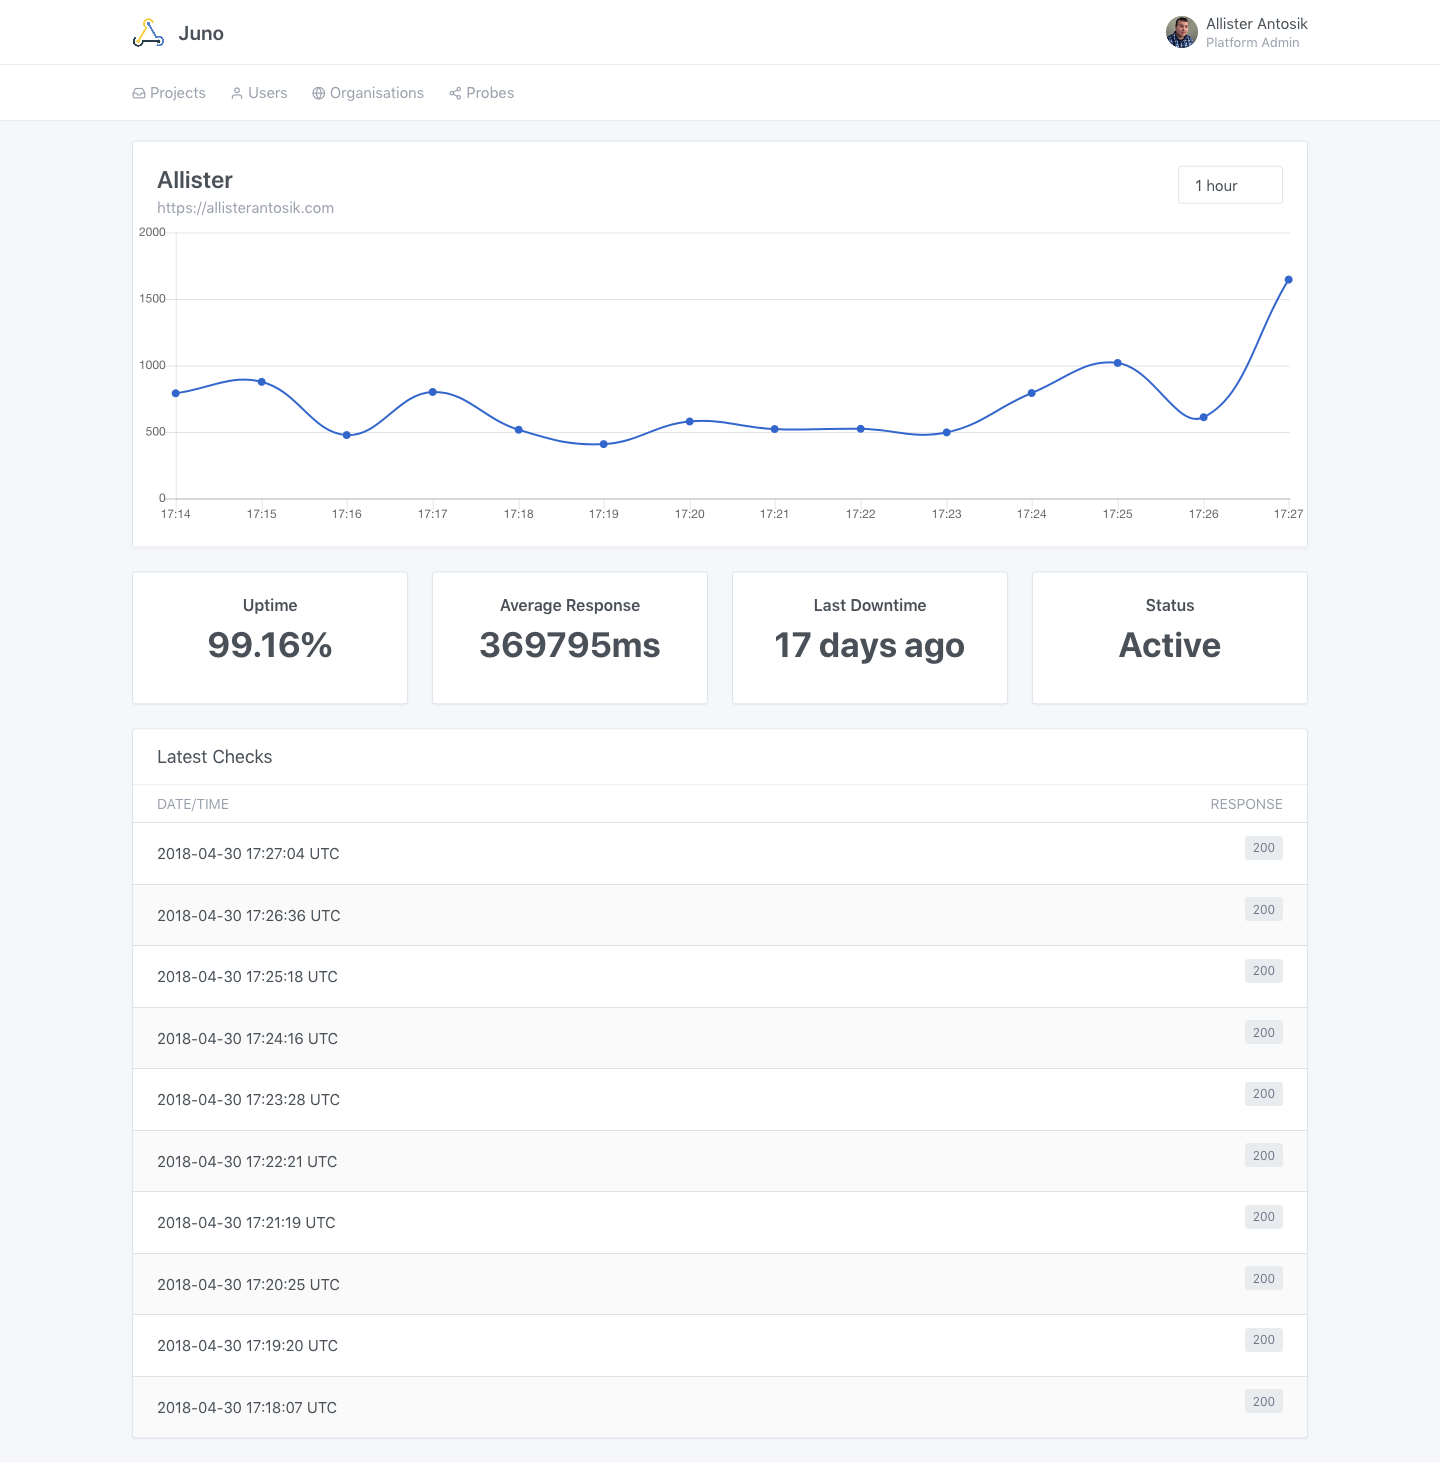 Juno
Allister Antosik
Platform Admin
Projects Users Organisations Probes
Allister
1 hour
https://allisterantosik.com
2000
1500
1000
500
0
17:14 17:15 17:16 17:17 17:18 17:19 17:20 17:21 17:22 17:23 17:24 17:25 17:26 17:27
Uptime
99.16%
Average Response
369795ms
Last Downtime
17 days ago
Status
Active
Latest Checks
DATE/TIME RESPONSE
2018-04-30 17:27:04 UTC 200
2018-04-30 17:26:36 UTC 200
2018-04-30 17:25:18 UTC 200
2018-04-30 17:24:16 UTC 200
2018-04-30 17:23:28 UTC 200
2018-04-30 17:22:21 UTC 200
2018-04-30 17:21:19 UTC 200
2018-04-30 17:20:25 UTC 200
2018-04-30 17:19:20 UTC 200
2018-04-30 17:18:07 UTC 200